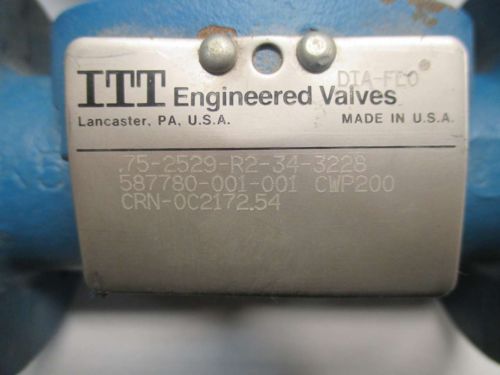 DIA-FLO®
ITT Engineered Valves
Lancaster, PA, U.S.A. MADE IN U.S.A.
.75-2529-R2-34-3228
587780-001-001 CWP200
CRN-0C2172.54